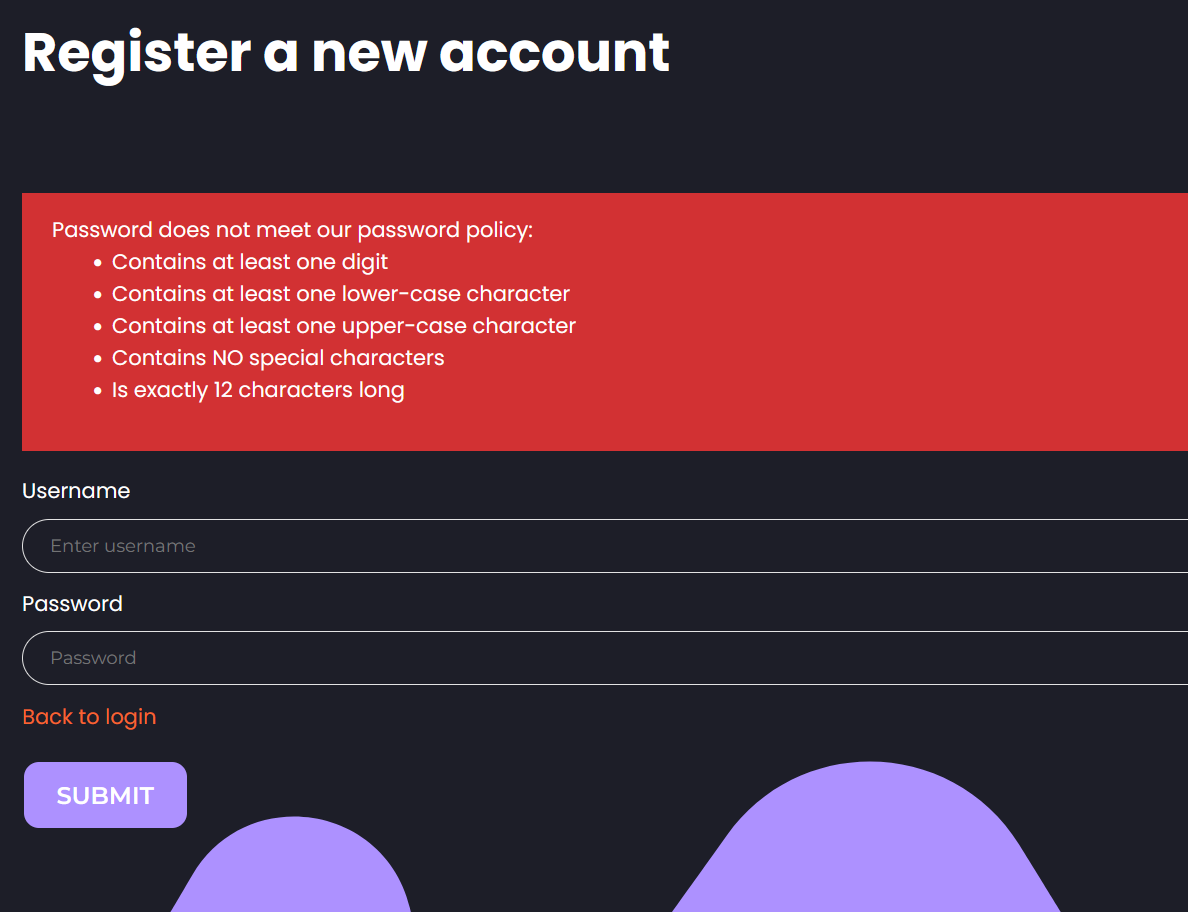 Register a new account
Password does not meet our password policy:
• Contains at least one digit
• Contains at least one lower-case character
• Contains at least one upper-case character
• Contains NO special characters
• Is exactly 12 characters long
Username
Enter username
Password
Password
Back to login
SUBMIT